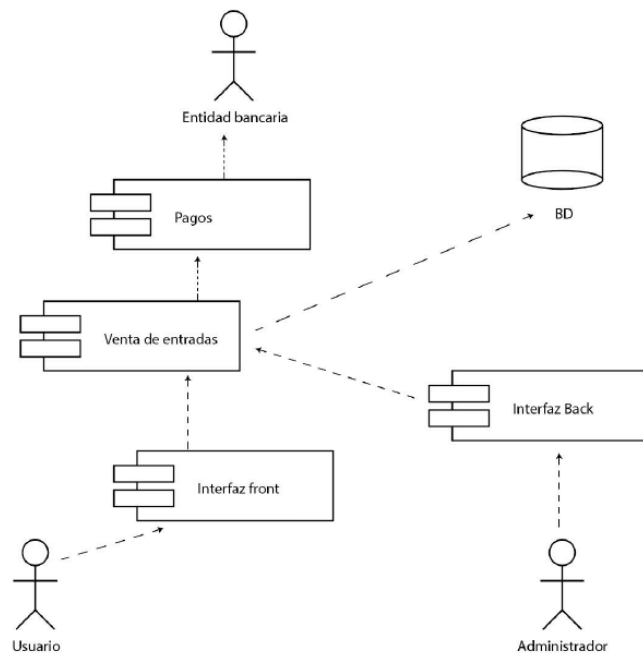 Entidad bancaria
Pagos
BD
Venta de entradas
Interfaz Back
Interfaz front
Usuario
Administrador